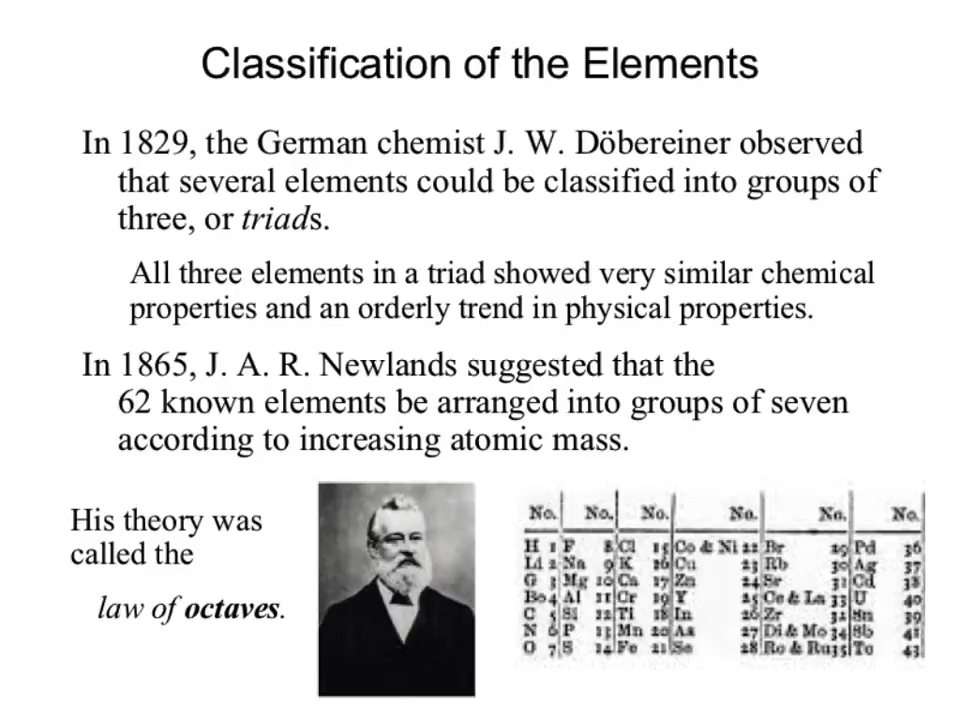 Classification of the Elements
In 1829, the German chemist J. W. Döbereiner observed
that several elements could be classified into groups of
three, or triads.
All three elements in a triad showed very similar chemical
properties and an orderly trend in physical properties.
In 1865, J. A. R. Newlands suggested that the
62 known elements be arranged into groups of seven
according to increasing atomic mass.
His theory was
called the
law of octaves.
No. No. No. No. No. No.
H 1 F 8 Cl 15 Co & Ni 22 Br 29 Pd 36
Li 2 Na 9 K 16 Cu 23 Rb 30 Ag 37
G 3 Mg 10 Ca 17 Zn 24 Sr 31 Cd 38
Bo 4 Al 11 Cr 19 Y 25 Ce & La 33 U 40
C 5 Si 12 Ti 18 In 26 Zr 32 Sn 39
N 6 P 13 Mn 20 As 27 Di & Mo 34 Sb 41
O 7 S 14 Fe 21 Se 28 Ro & Ru 35 Te 43